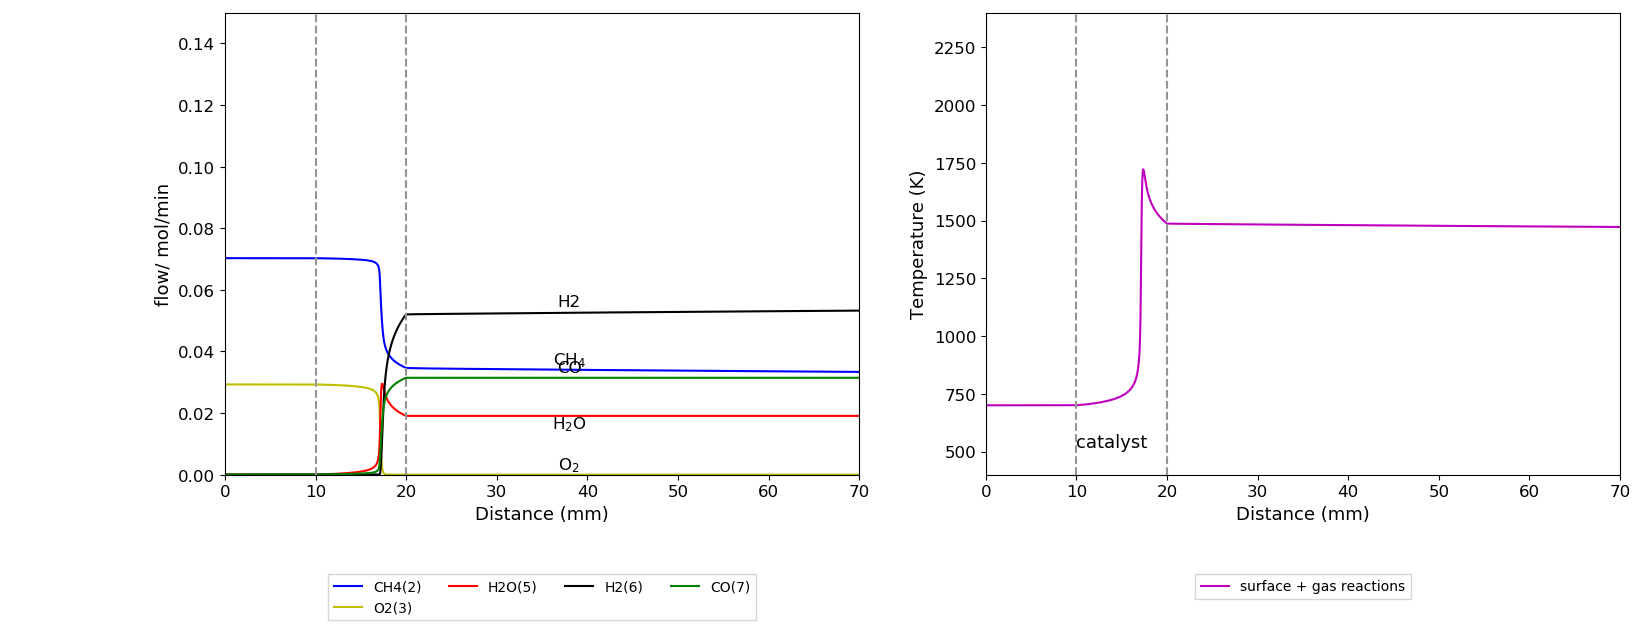 0.14
0.12
0.10
0.08
0.06
0.04
0.02
0.00
flow/ mol/min
H2
CH₄
CO
H₂O
O₂
0 10 20 30 40 50 60 70
Distance (mm)
CH4(2) H2O(5) H2(6) CO(7)
O2(3)
2250
2000
1750
1500
1250
1000
750
500
Temperature (K)
catalyst
0 10 20 30 40 50 60 70
Distance (mm)
surface + gas reactions